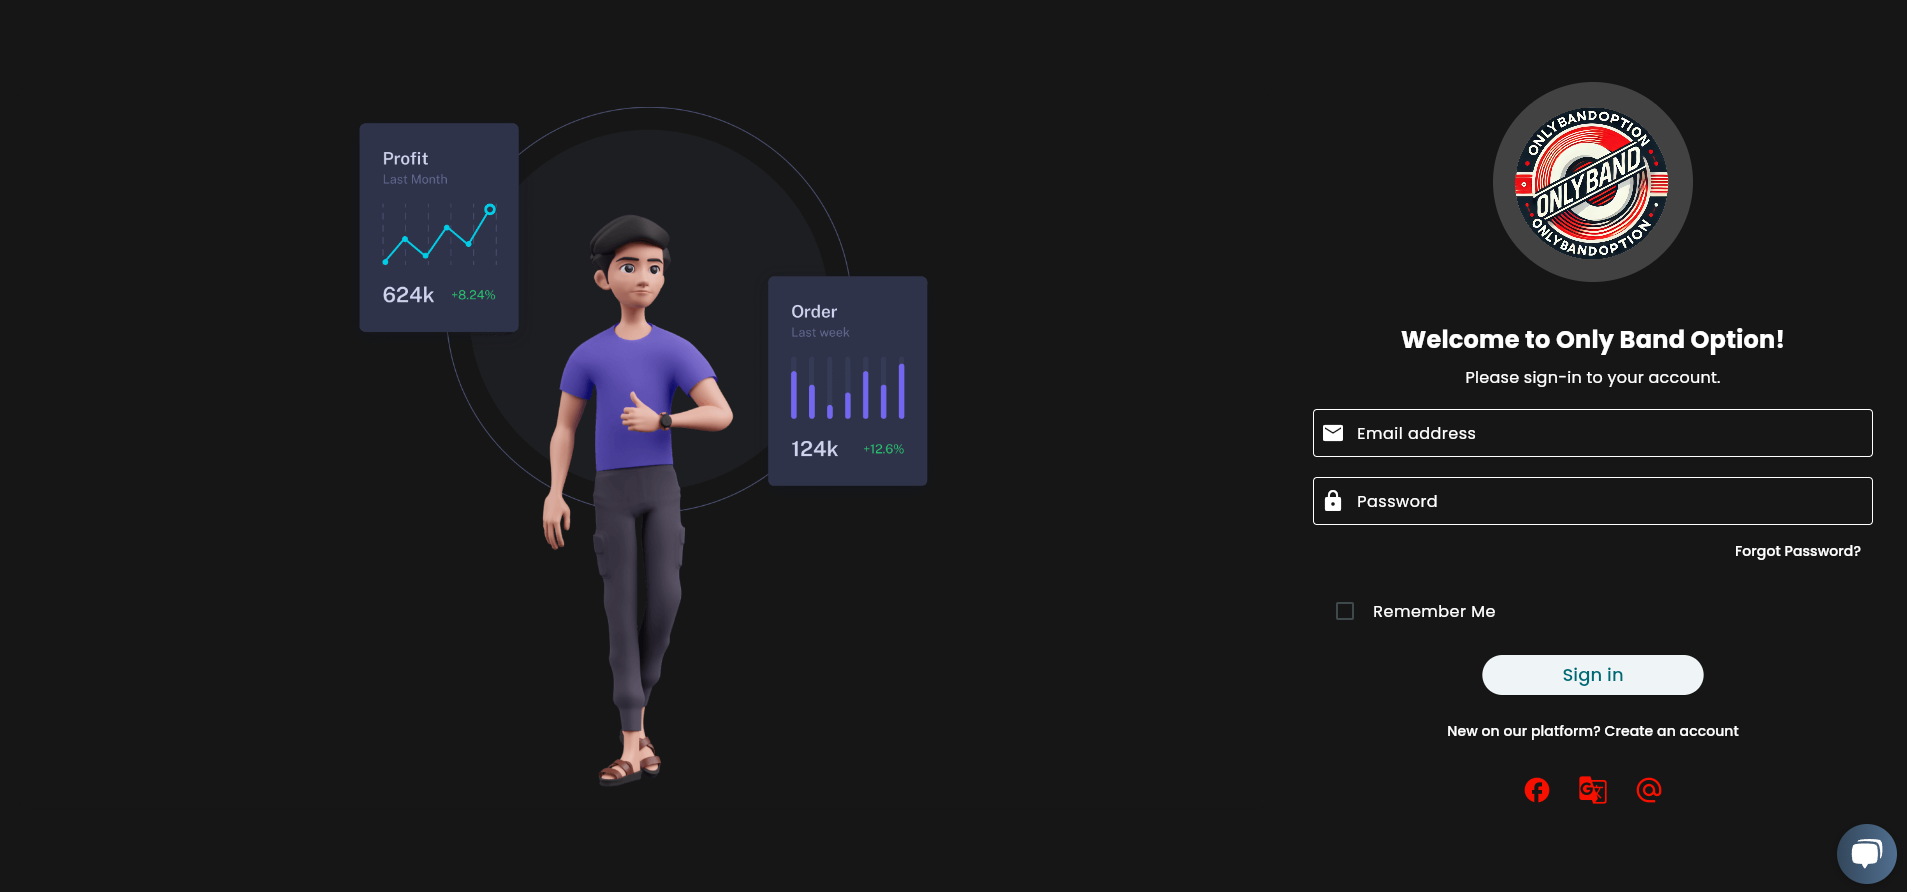 Profit
Last Month
624k +8.24%
Order
Last week
124k +12.6%
ONLYBANDOPTION
ONLYBAND
ONLYBANDOPTION
Welcome to Only Band Option!
Please sign-in to your account.
Email address
Password
Forgot Password?
Remember Me
Sign in
New on our platform? Create an account